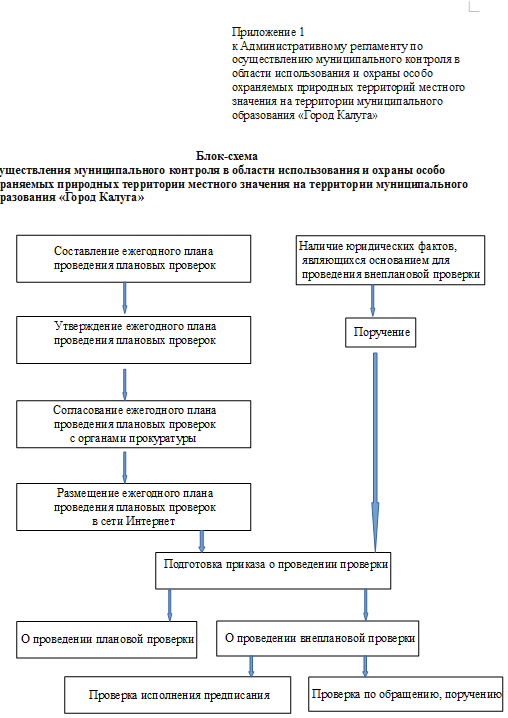 Приложение 1
к Административному регламенту по
осуществлению муниципального контроля в
области использования и охраны особо
охраняемых природных территорий местного
значения на территории муниципального
образования «Город Калуга»
Блок-схема
уществления муниципального контроля в области использования и охраны особо
раняемых природных территории местного значения на территории муниципального
разования «Город Калуга»
Составление ежегодного плана
проведения плановых проверок
Наличие юридических фактов,
являющихся основанием для
проведения внеплановой проверки
Утверждение ежегодного плана
проведения плановых проверок
Поручение
Согласование ежегодного плана
проведения плановых проверок
с органами прокуратуры
Размещение ежегодного плана
проведения плановых проверок
в сети Интернет
Подготовка приказа о проведении проверки
О проведении плановой проверки
О проведении внеплановой проверки
Проверка исполнения предписания
Проверка по обращению, поручению